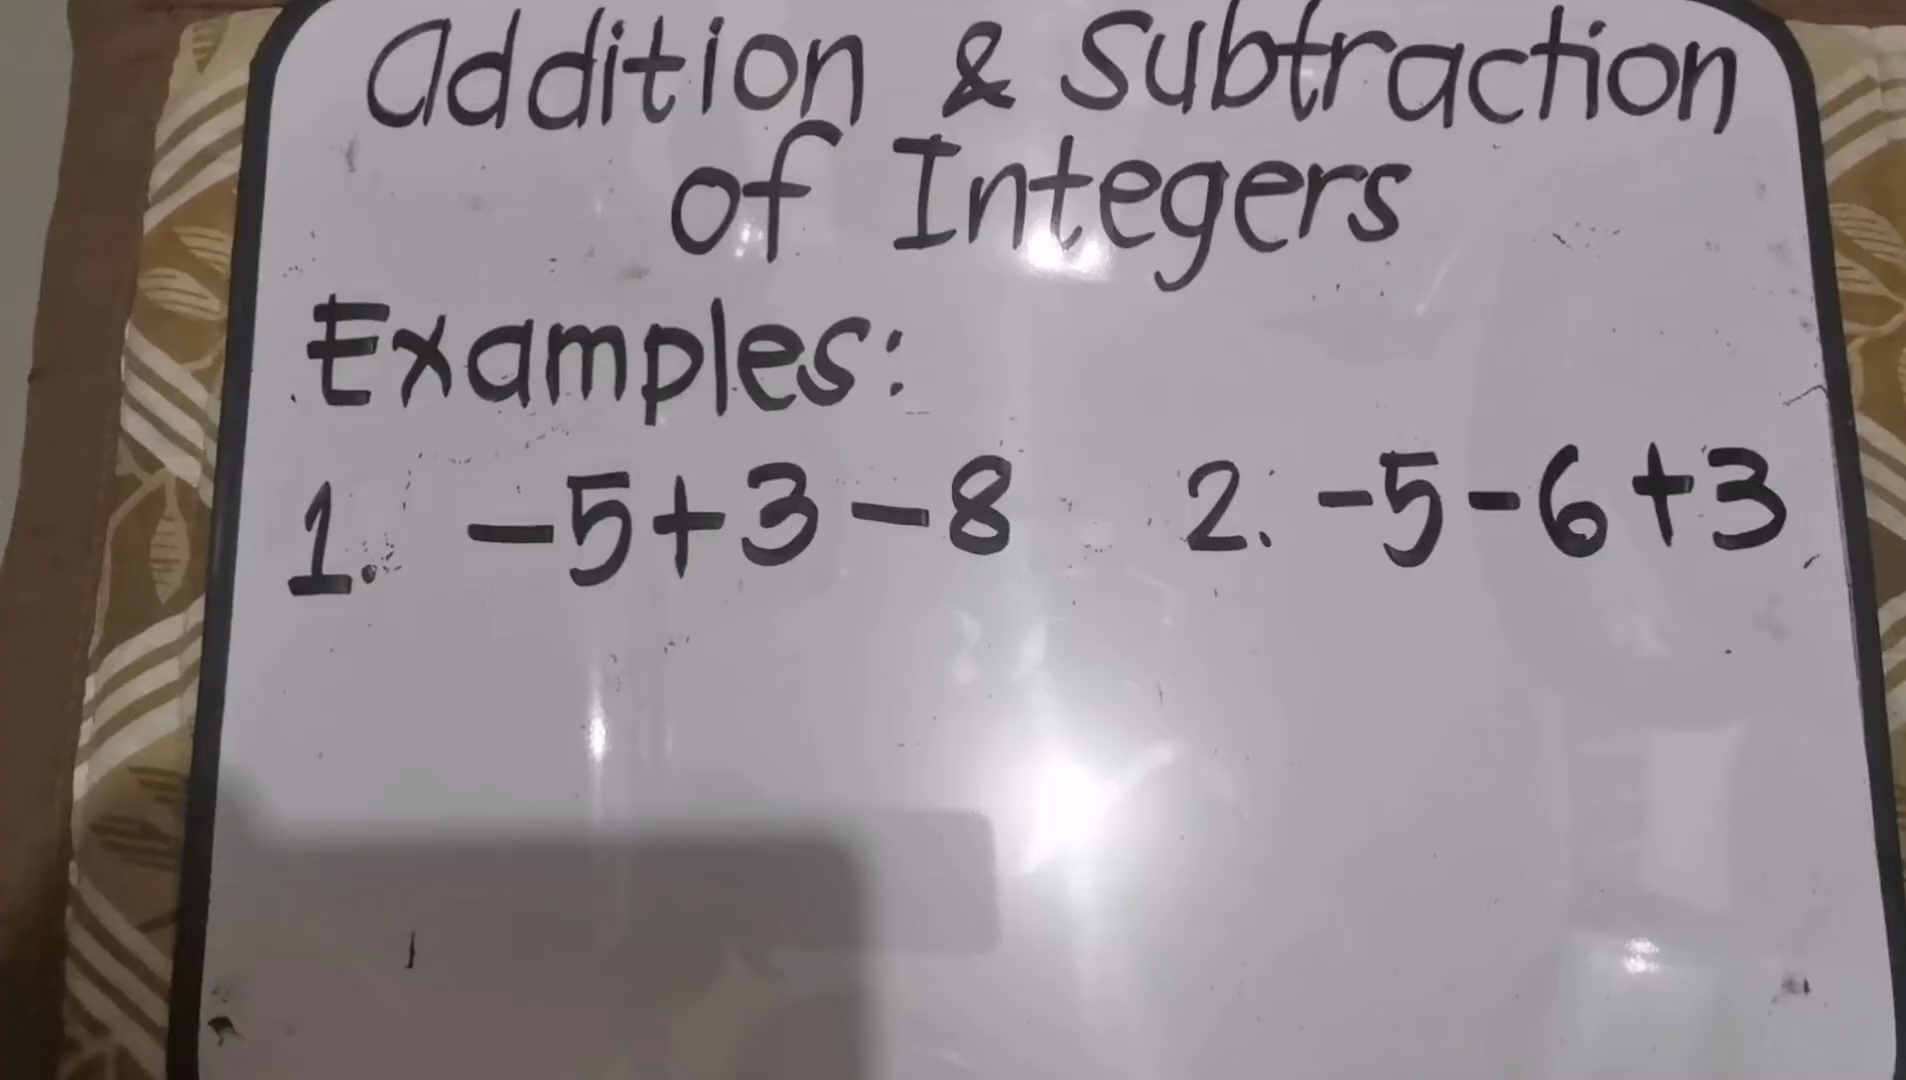 Addition & Subtraction
of Integers
Examples:
1. -5+3-8 2. -5-6+3